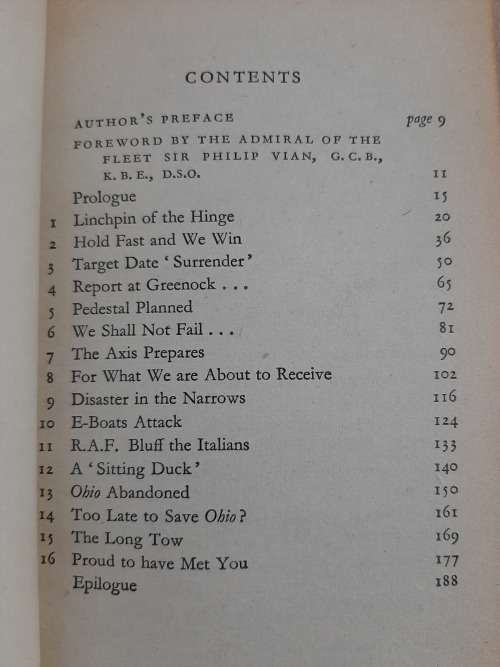 CONTENTS
AUTHOR'S PREFACE page 9
FOREWORD BY THE ADMIRAL OF THE
FLEET SIR PHILIP VIAN, G.C.B.,
K.B.E., D.S.O. 11
Prologue 15
1 Linchpin of the Hinge 20
2 Hold Fast and We Win 36
3 Target Date 'Surrender' 50
4 Report at Greenock . . . 65
5 Pedestal Planned 72
6 We Shall Not Fail . . . 81
7 The Axis Prepares 90
8 For What We are About to Receive 102
9 Disaster in the Narrows 116
10 E-Boats Attack 124
11 R.A.F. Bluff the Italians 133
12 A 'Sitting Duck' 140
13 Ohio Abandoned 150
14 Too Late to Save Ohio? 161
15 The Long Tow 169
16 Proud to have Met You 177
Epilogue 188